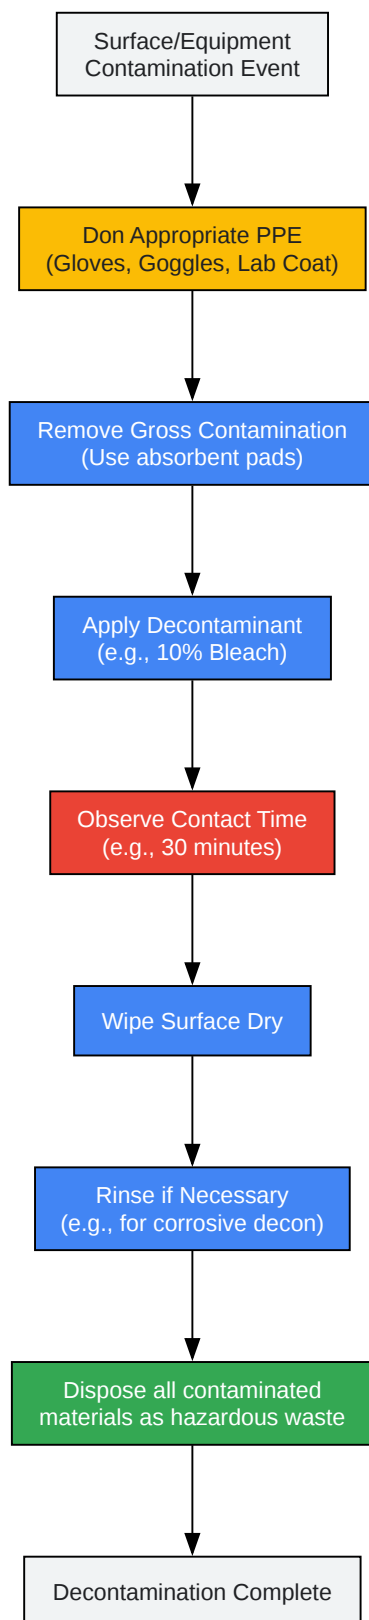 Surface/Equipment
Contamination Event
Don Appropriate PPE
(Gloves, Goggles, Lab Coat)
Remove Gross Contamination
(Use absorbent pads)
Apply Decontaminant
(e.g., 10% Bleach)
Observe Contact Time
(e.g., 30 minutes)
Wipe Surface Dry
Rinse if Necessary
(e.g., for corrosive decon)
Dispose all contaminated
materials as hazardous waste
Decontamination Complete